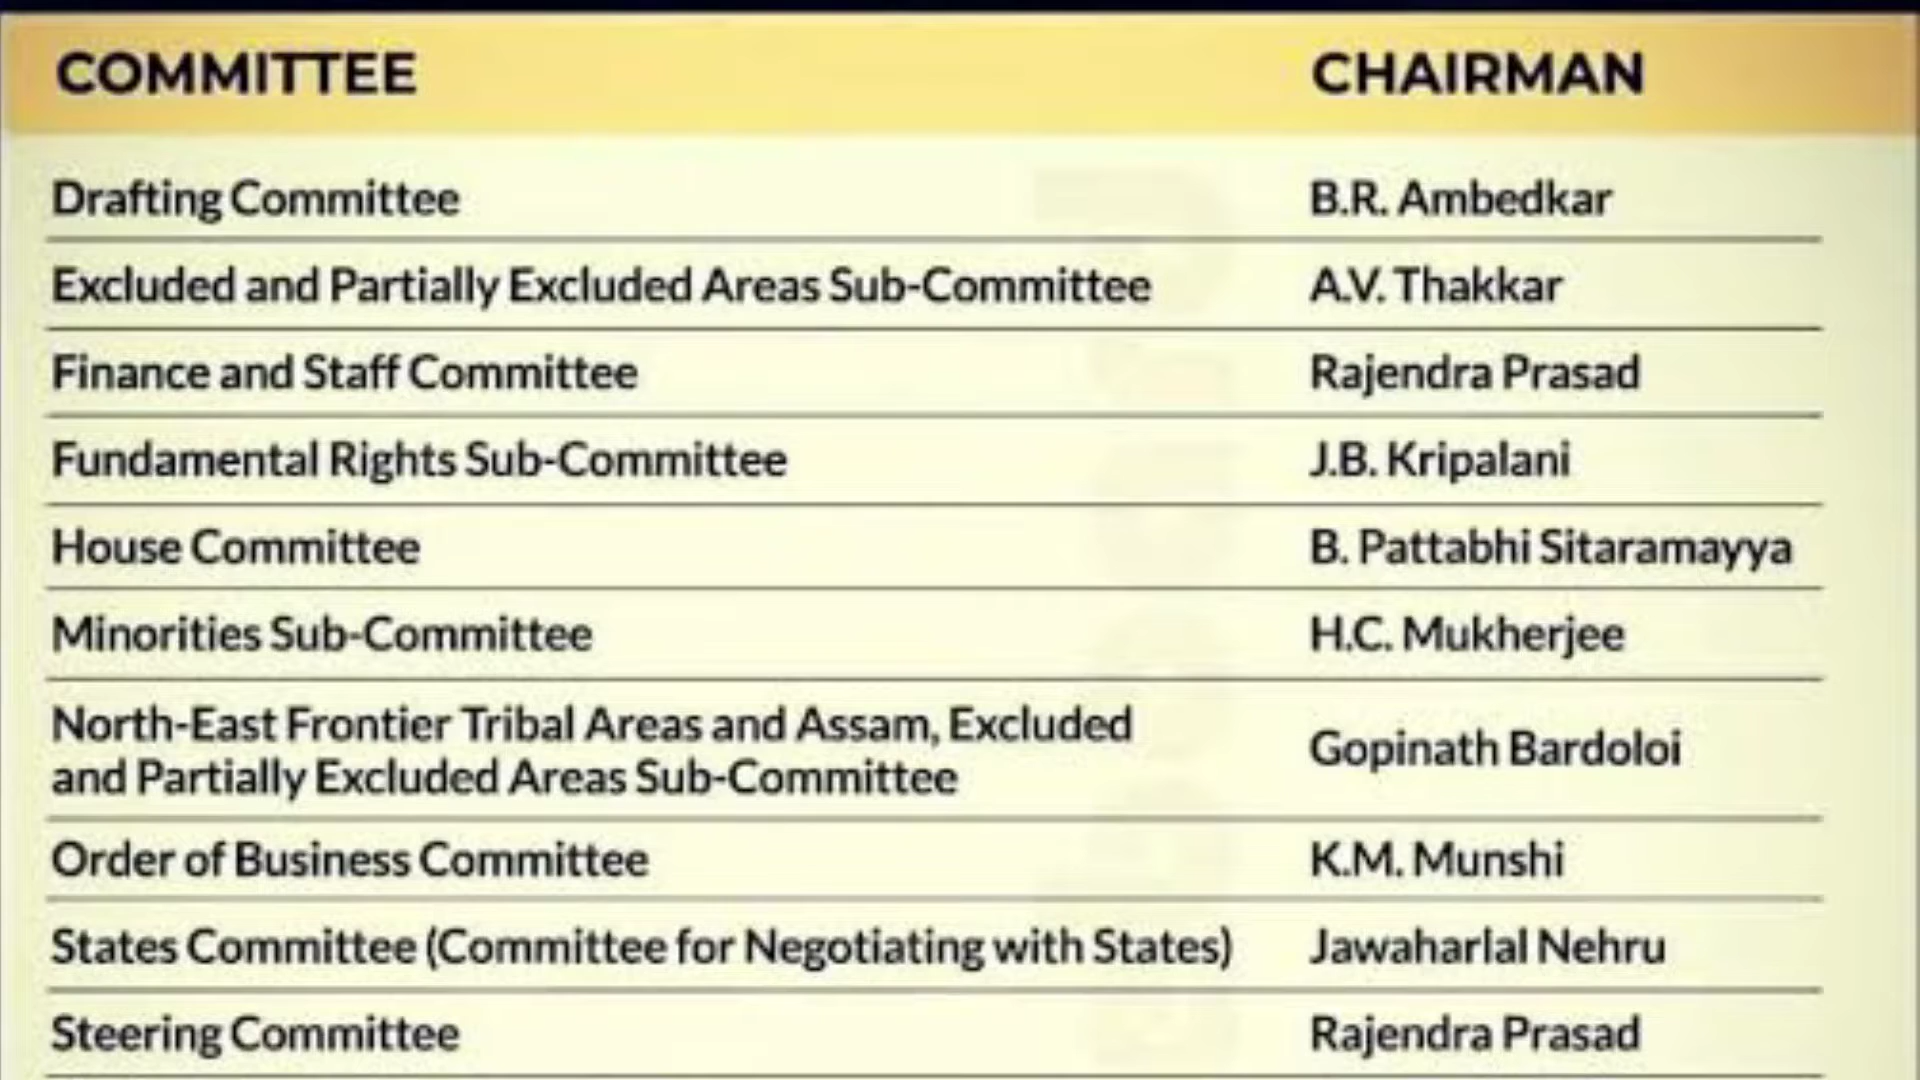 COMMITTEE CHAIRMAN
Drafting Committee B.R. Ambedkar
Excluded and Partially Excluded Areas Sub-Committee A.V. Thakkar
Finance and Staff Committee Rajendra Prasad
Fundamental Rights Sub-Committee J.B. Kripalani
House Committee B. Pattabhi Sitaramayya
Minorities Sub-Committee H.C. Mukherjee
North-East Frontier Tribal Areas and Assam, Excluded
and Partially Excluded Areas Sub-Committee Gopinath Bardoloi
Order of Business Committee K.M. Munshi
States Committee (Committee for Negotiating with States) Jawaharlal Nehru
Steering Committee Rajendra Prasad